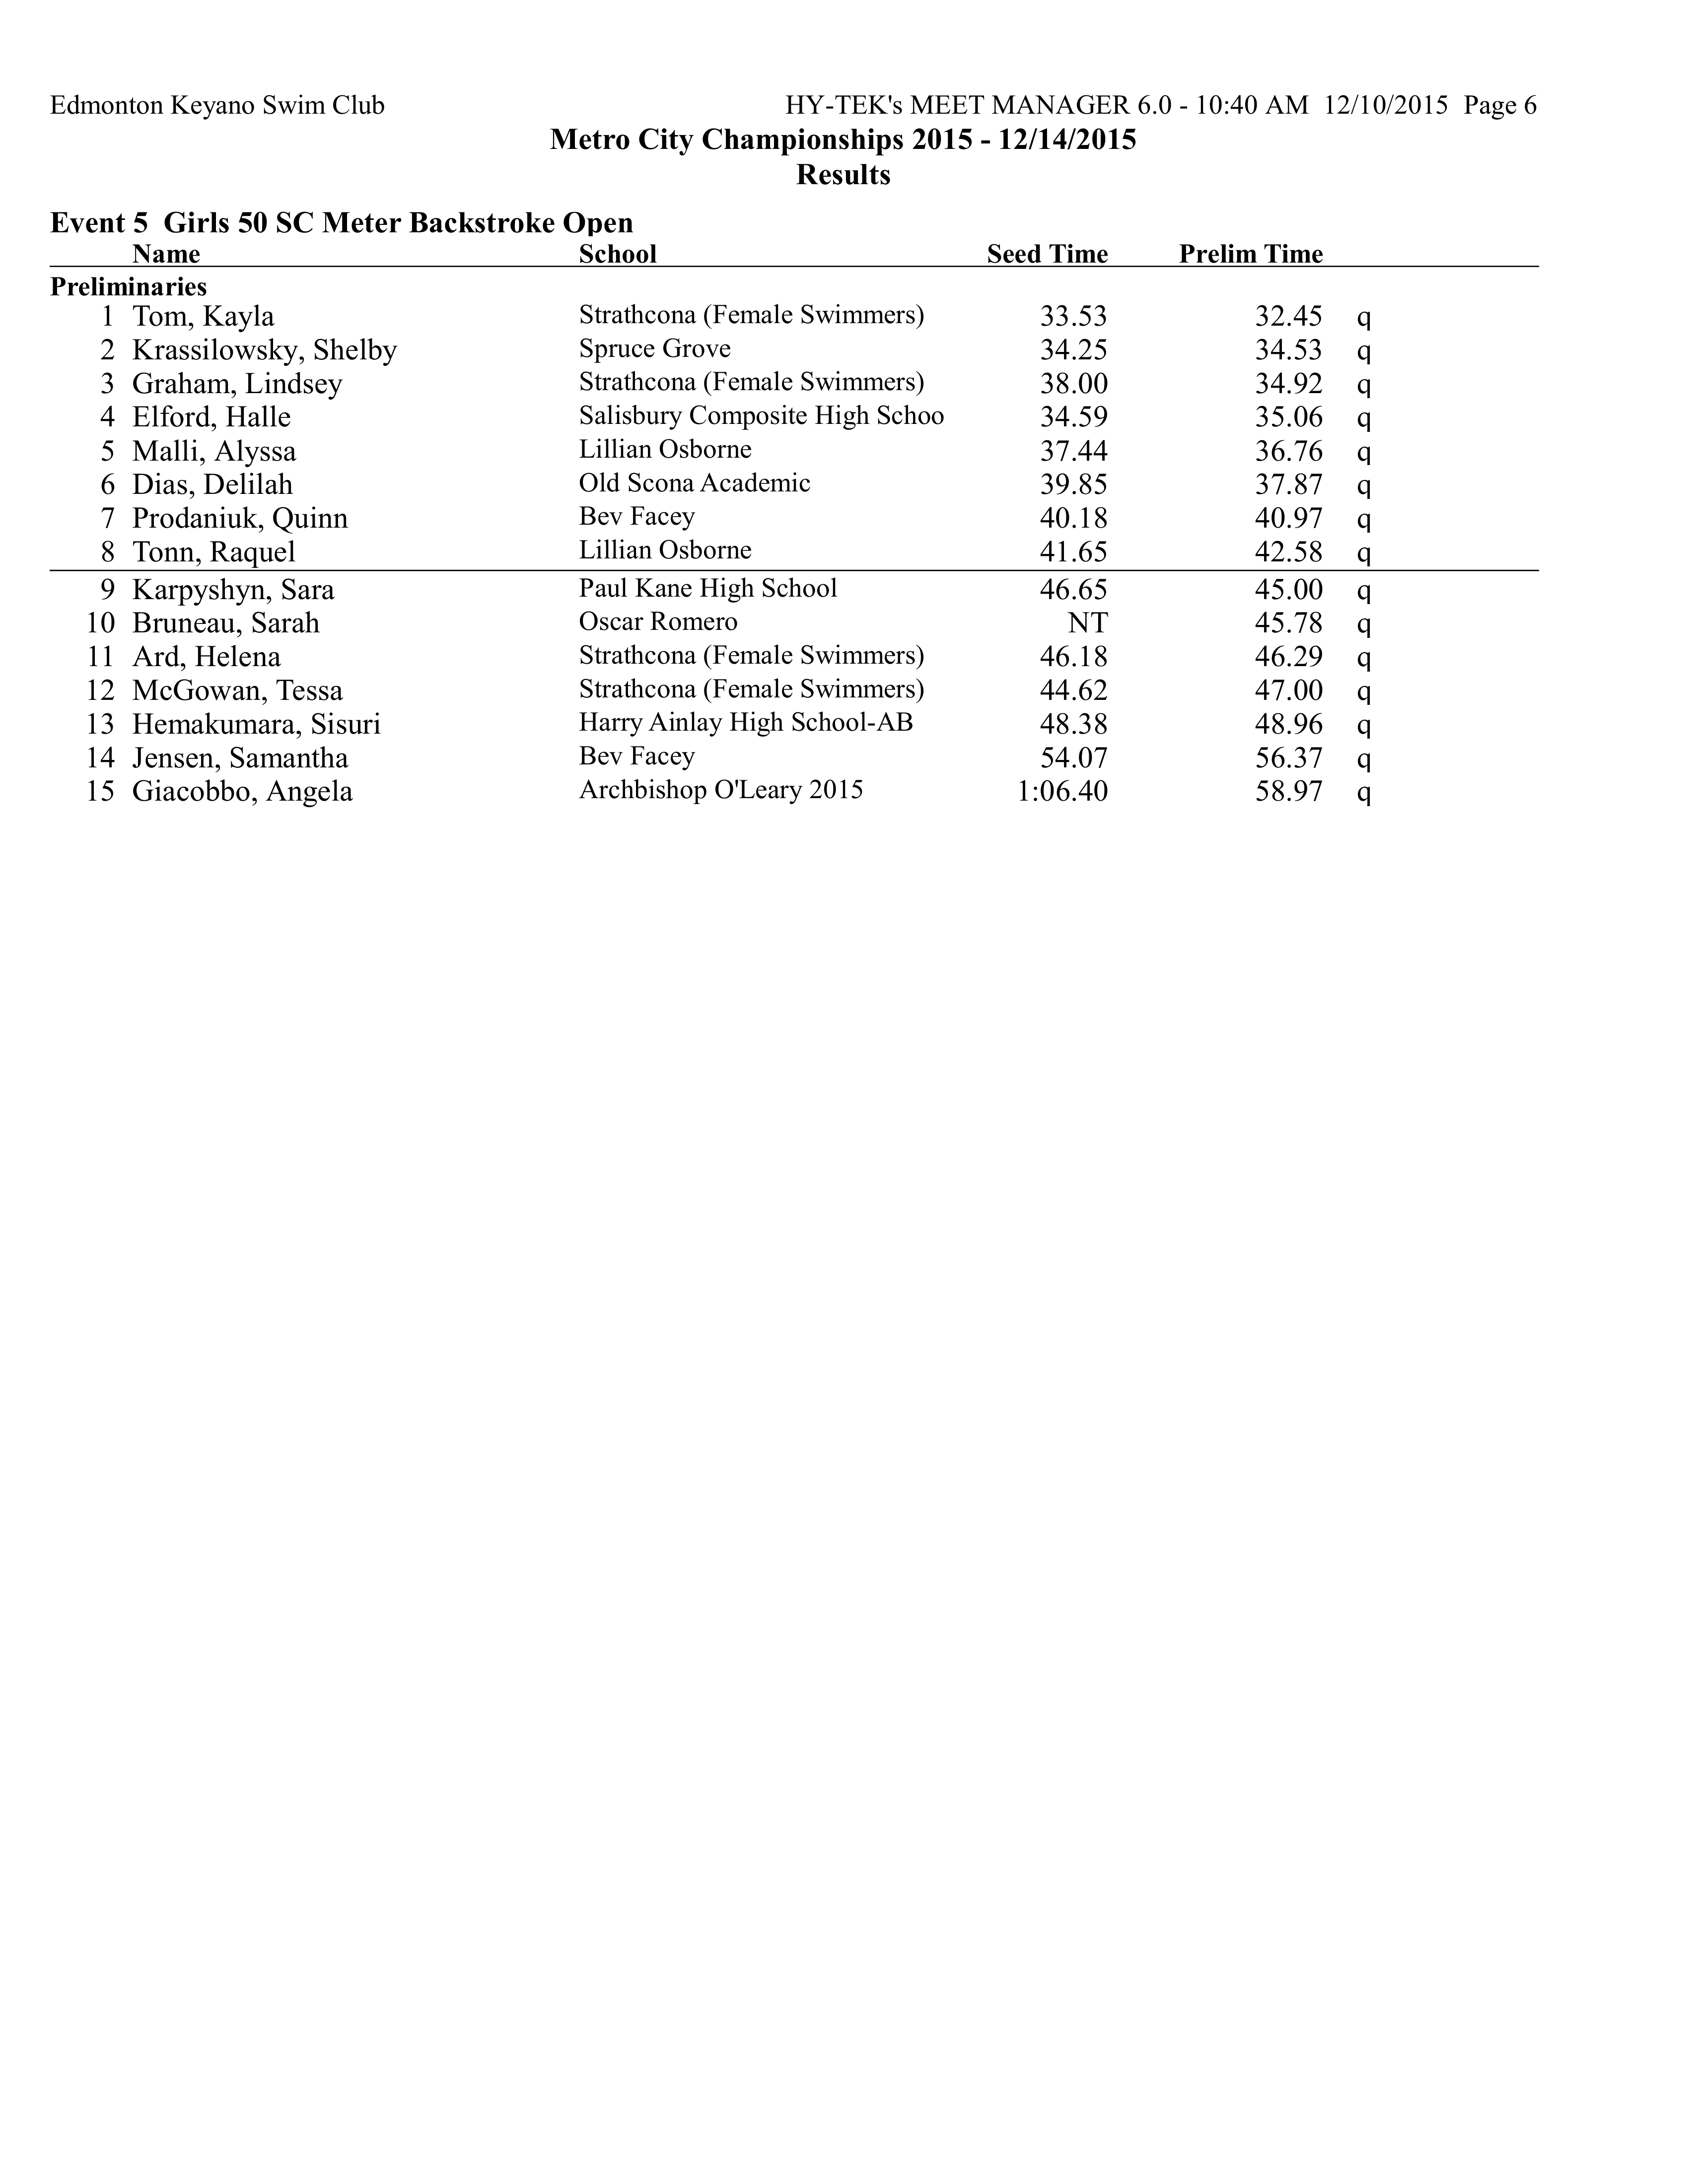 Edmonton Keyano Swim Club HY-TEK's MEET MANAGER 6.0 - 10:40 AM 12/10/2015 Page 6
Metro City Championships 2015 - 12/14/2015
Results
Event 5 Girls 50 SC Meter Backstroke Open
Name School Seed Time Prelim Time
Preliminaries
1 Tom, Kayla Strathcona (Female Swimmers) 33.53 32.45 q
2 Krassilowsky, Shelby Spruce Grove 34.25 34.53 q
3 Graham, Lindsey Strathcona (Female Swimmers) 38.00 34.92 q
4 Elford, Halle Salisbury Composite High Schoo 34.59 35.06 q
5 Malli, Alyssa Lillian Osborne 37.44 36.76 q
6 Dias, Delilah Old Scona Academic 39.85 37.87 q
7 Prodaniuk, Quinn Bev Facey 40.18 40.97 q
8 Tonn, Raquel Lillian Osborne 41.65 42.58 q
9 Karpyshyn, Sara Paul Kane High School 46.65 45.00 q
10 Bruneau, Sarah Oscar Romero NT 45.78 q
11 Ard, Helena Strathcona (Female Swimmers) 46.18 46.29 q
12 McGowan, Tessa Strathcona (Female Swimmers) 44.62 47.00 q
13 Hemakumara, Sisuri Harry Ainlay High School-AB 48.38 48.96 q
14 Jensen, Samantha Bev Facey 54.07 56.37 q
15 Giacobbo, Angela Archbishop O'Leary 2015 1:06.40 58.97 q